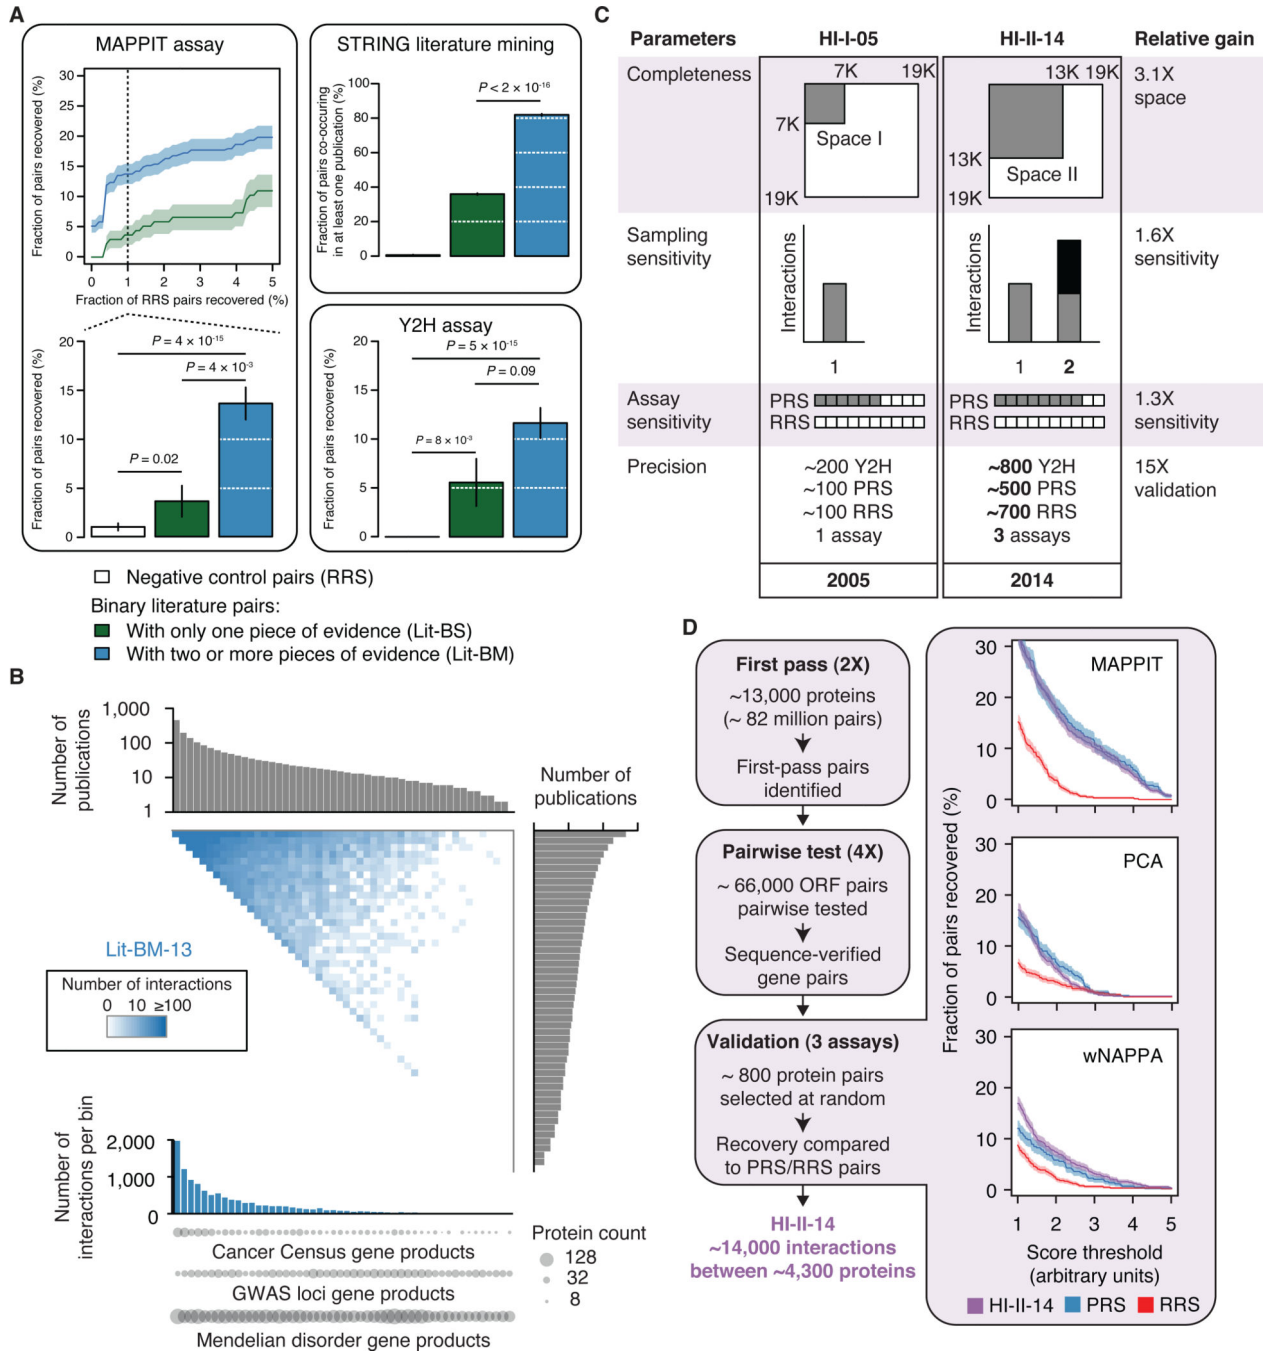 A
MAPPIT assay
Fraction of pairs recovered (%)
30
25
20
15
10
5
0
0 1 2 3 4 5
Fraction of RRS pairs recovered (%)
Fraction of pairs recovered (%)
20
15
10
5
0
P = 4 × 10⁻¹⁵
P = 4 × 10⁻³
P = 0.02
STRING literature mining
Fraction of pairs co-occuring
in at least one publication (%)
100
80
60
40
20
0
P < 2 × 10⁻¹⁶
Y2H assay
Fraction of pairs recovered (%)
20
15
10
5
0
P = 5 × 10⁻¹⁵
P = 0.09
P = 8 × 10⁻³
Negative control pairs (RRS)
Binary literature pairs:
With only one piece of evidence (Lit-BS)
With two or more pieces of evidence (Lit-BM)
B
Number of
publications
1,000
100
10
1
Number of
publications
Lit-BM-13
Number of interactions
0 10 ≥100
Number of
interactions per bin
2,000
1,000
0
Cancer Census gene products
GWAS loci gene products
Mendelian disorder gene products
Protein count
128
32
8
C
Parameters HI-I-05 HI-II-14 Relative gain
Completeness
7K 19K
7K
Space I
19K
13K 19K
13K
Space II
19K
3.1X
space
Sampling
sensitivity
Interactions
1
Interactions
1 2
1.6X
sensitivity
Assay
sensitivity
PRS
RRS
PRS
RRS
1.3X
sensitivity
Precision
~200 Y2H
~100 PRS
~100 RRS
1 assay
~800 Y2H
~500 PRS
~700 RRS
3 assays
15X
validation
2005 2014
D
First pass (2X)
~13,000 proteins
(~ 82 million pairs)
First-pass pairs
identified
Pairwise test (4X)
~ 66,000 ORF pairs
pairwise tested
Sequence-verified
gene pairs
Validation (3 assays)
~ 800 protein pairs
selected at random
Recovery compared
to PRS/RRS pairs
HI-II-14
~14,000 interactions
between ~4,300 proteins
Fraction of pairs recovered (%)
MAPPIT
30
20
10
0
PCA
30
20
10
0
wNAPPA
30
20
10
0
1 2 3 4 5
Score threshold
(arbitrary units)
HI-II-14 PRS RRS